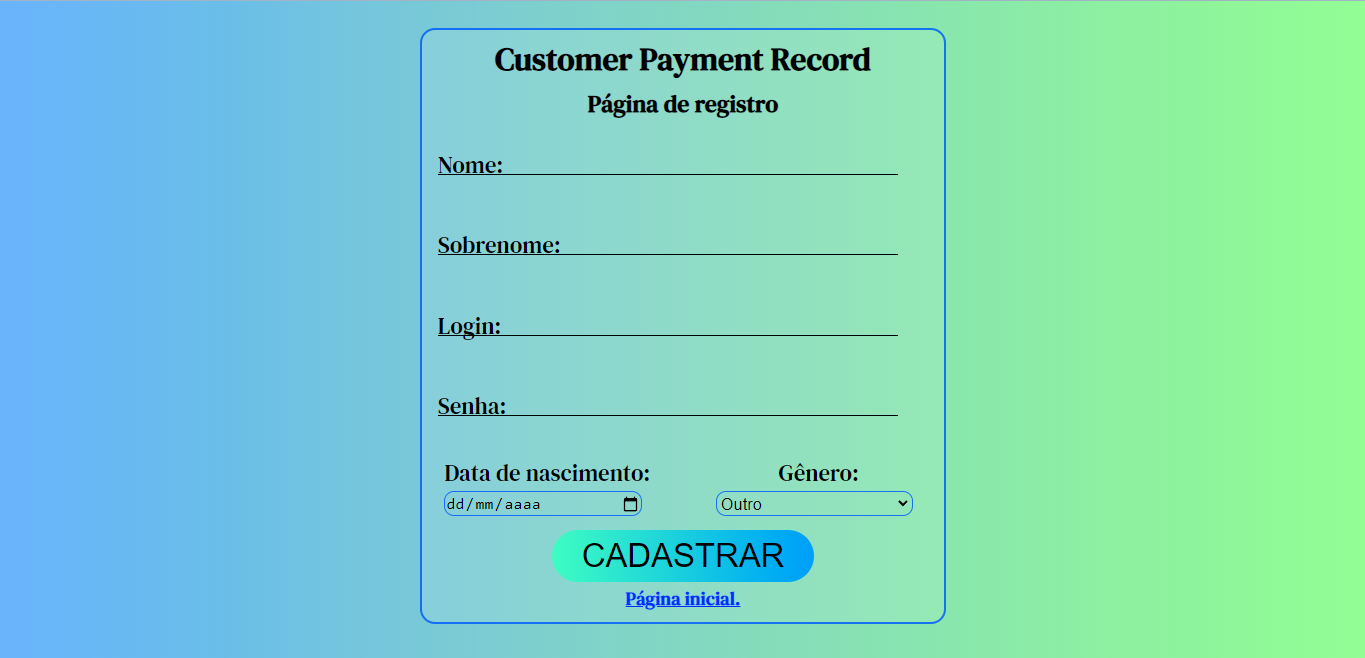 Customer Payment Record
Página de registro
Nome:
Sobrenome:
Login:
Senha:
Data de nascimento: Gênero:
dd/mm/aaaa Outro
CADASTRAR
Página inicial.